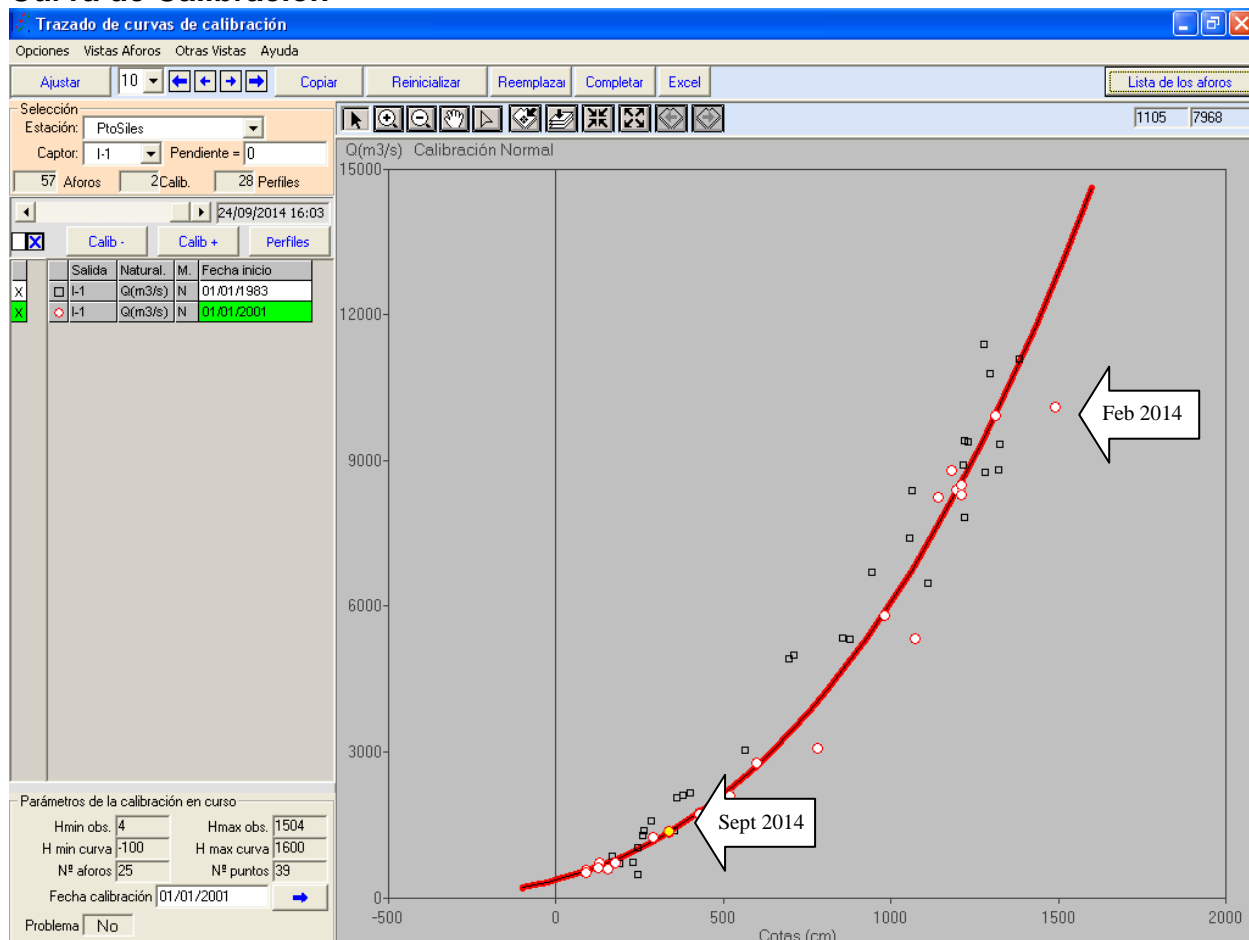 Trazado de curvas de calibración
Opciones Vistas Aforos Otras Vistas Ayuda
Ajustar 10 Copiar Reinicializar Reemplazar Completar Excel Lista de los aforos
Selección
Estación: PtoSiles
Captor: I-1 Pendiente = 0
57 Aforos 2 Calib. 28 Perfiles
24/09/2014 16:03
Calib - Calib + Perfiles
Salida Natural. M. Fecha inicio
X I-1 Q(m3/s) N 01/01/1983
X I-1 Q(m3/s) N 01/01/2001
Parámetros de la calibración en curso
Hmin obs. 4 Hmax obs. 1504
H min curva -100 H max curva 1600
Nº aforos 25 Nº puntos 39
Fecha calibración 01/01/2001
Problema No
1105 7968
Q(m3/s) Calibración Normal
15000
12000
9000
6000
3000
0
-500 0 500 1000 1500 2000
Cotas (cm)
Feb 2014
Sept 2014